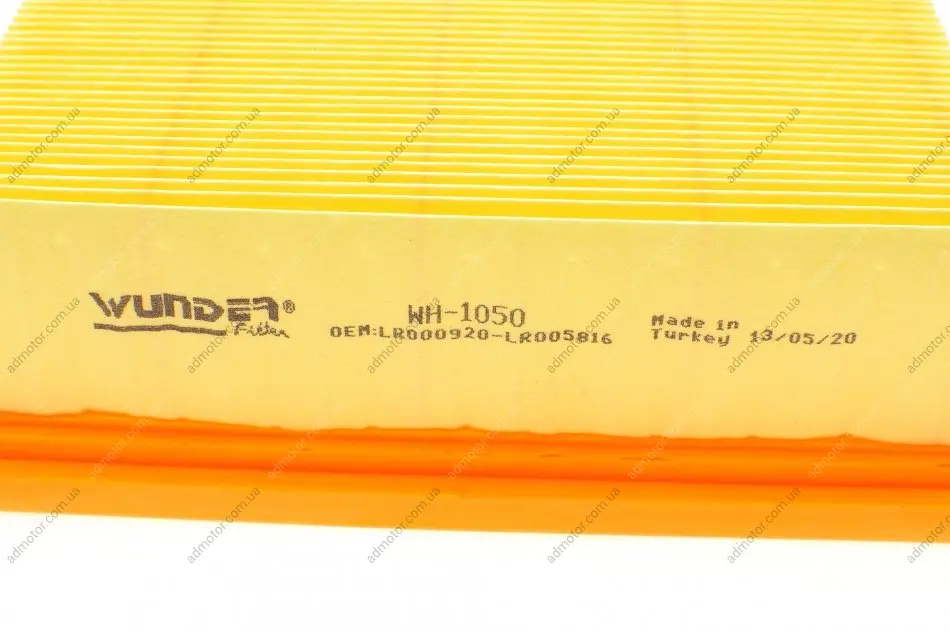 WUNDER®
Filter
WH-1050
OEM:LR000920-LR005816
Made in
Turkey 13/05/20
admotor.com.ua